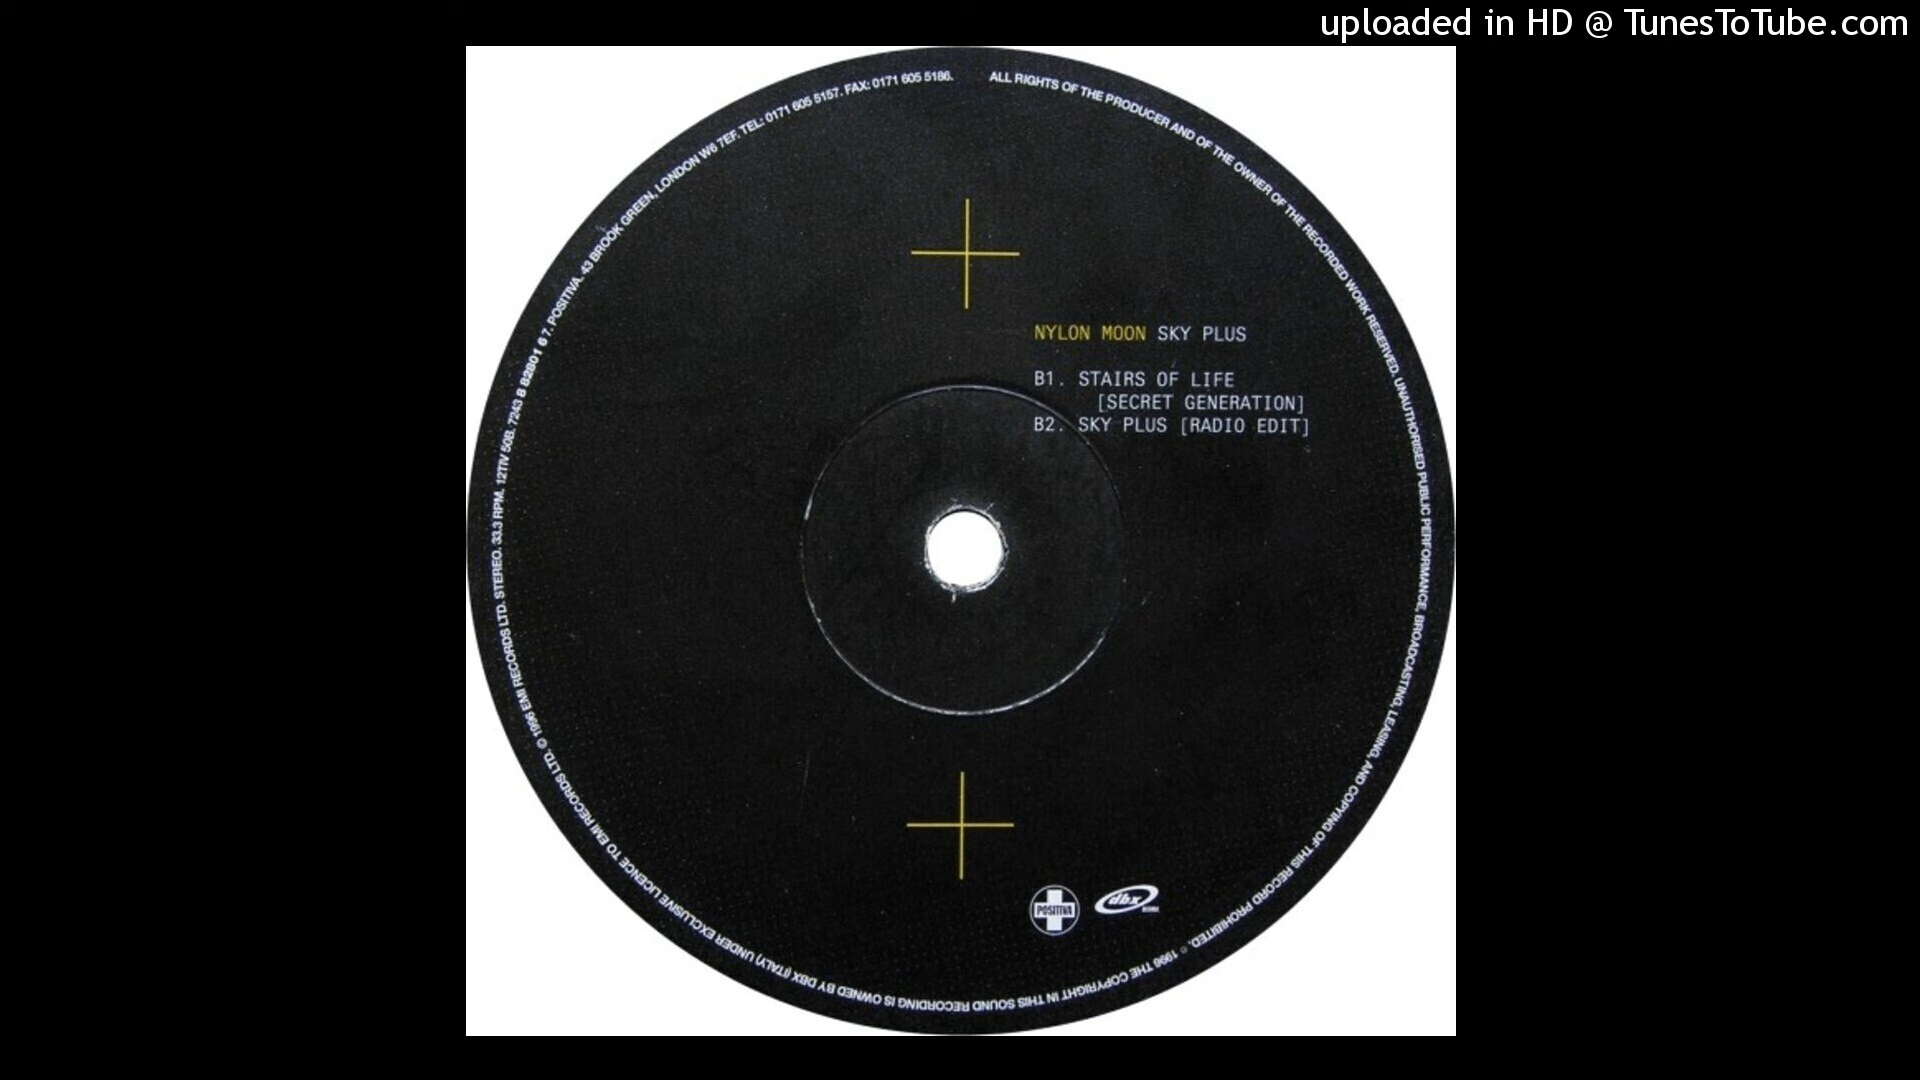 uploaded in HD @ TunesToTube.com
ALL RIGHTS OF THE PRODUCER AND OF THE OWNER OF THE RECORDED WORK RESERVED. UNAUTHORISED PUBLIC PERFORMANCE, BROADCASTING, LEASING, AND COPYING OF THIS RECORD PROHIBITED. ℗ 1996 THE COPYRIGHT IN THIS SOUND RECORDING IS OWNED BY DBX (ITALY) UNDER EXCLUSIVE LICENCE TO EMI RECORDS LTD. © 1996 EMI RECORDS LTD. STEREO. 33.3 RPM. 12TIV 50B. 7243 8 82801 6 7. POSITIVA. 43 BROOK GREEN, LONDON W6 7EF. TEL: 0171 605 5157. FAX: 0171 605 5186.
NYLON MOON SKY PLUS
B1. STAIRS OF LIFE
[SECRET GENERATION]
B2. SKY PLUS [RADIO EDIT]
POSITIVA
dbx